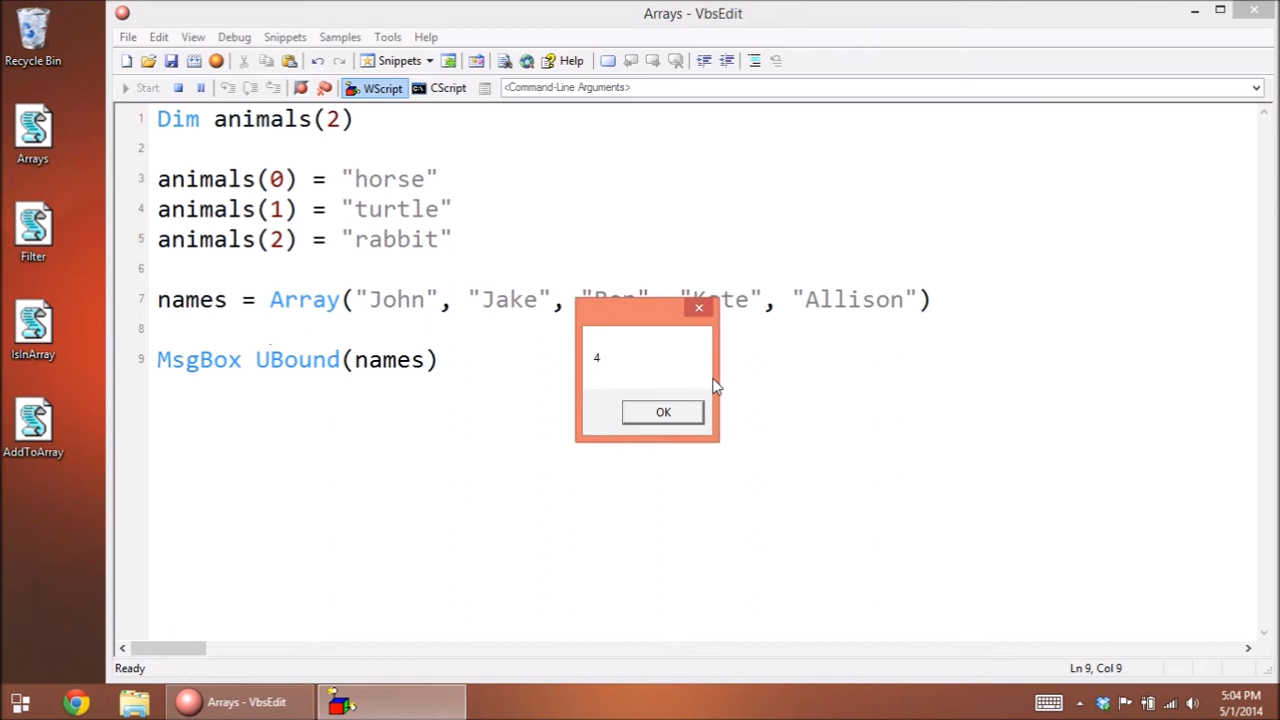 Arrays - VbsEdit
Recycle Bin
Arrays
Filter
IsInArray
AddToArray
File Edit View Debug Snippets Samples Tools Help
Snippets Help
Start WScript CScript <Command-Line Arguments>
1 Dim animals(2)
2
3 animals(0) = "horse"
4 animals(1) = "turtle"
5 animals(2) = "rabbit"
6
7 names = Array("John", "Jake", "Ben", "Kate", "Allison")
8
9 MsgBox UBound(names)
4
OK
Ready
Ln 9, Col 9
Arrays - VbsEdit
5:04 PM
5/1/2014